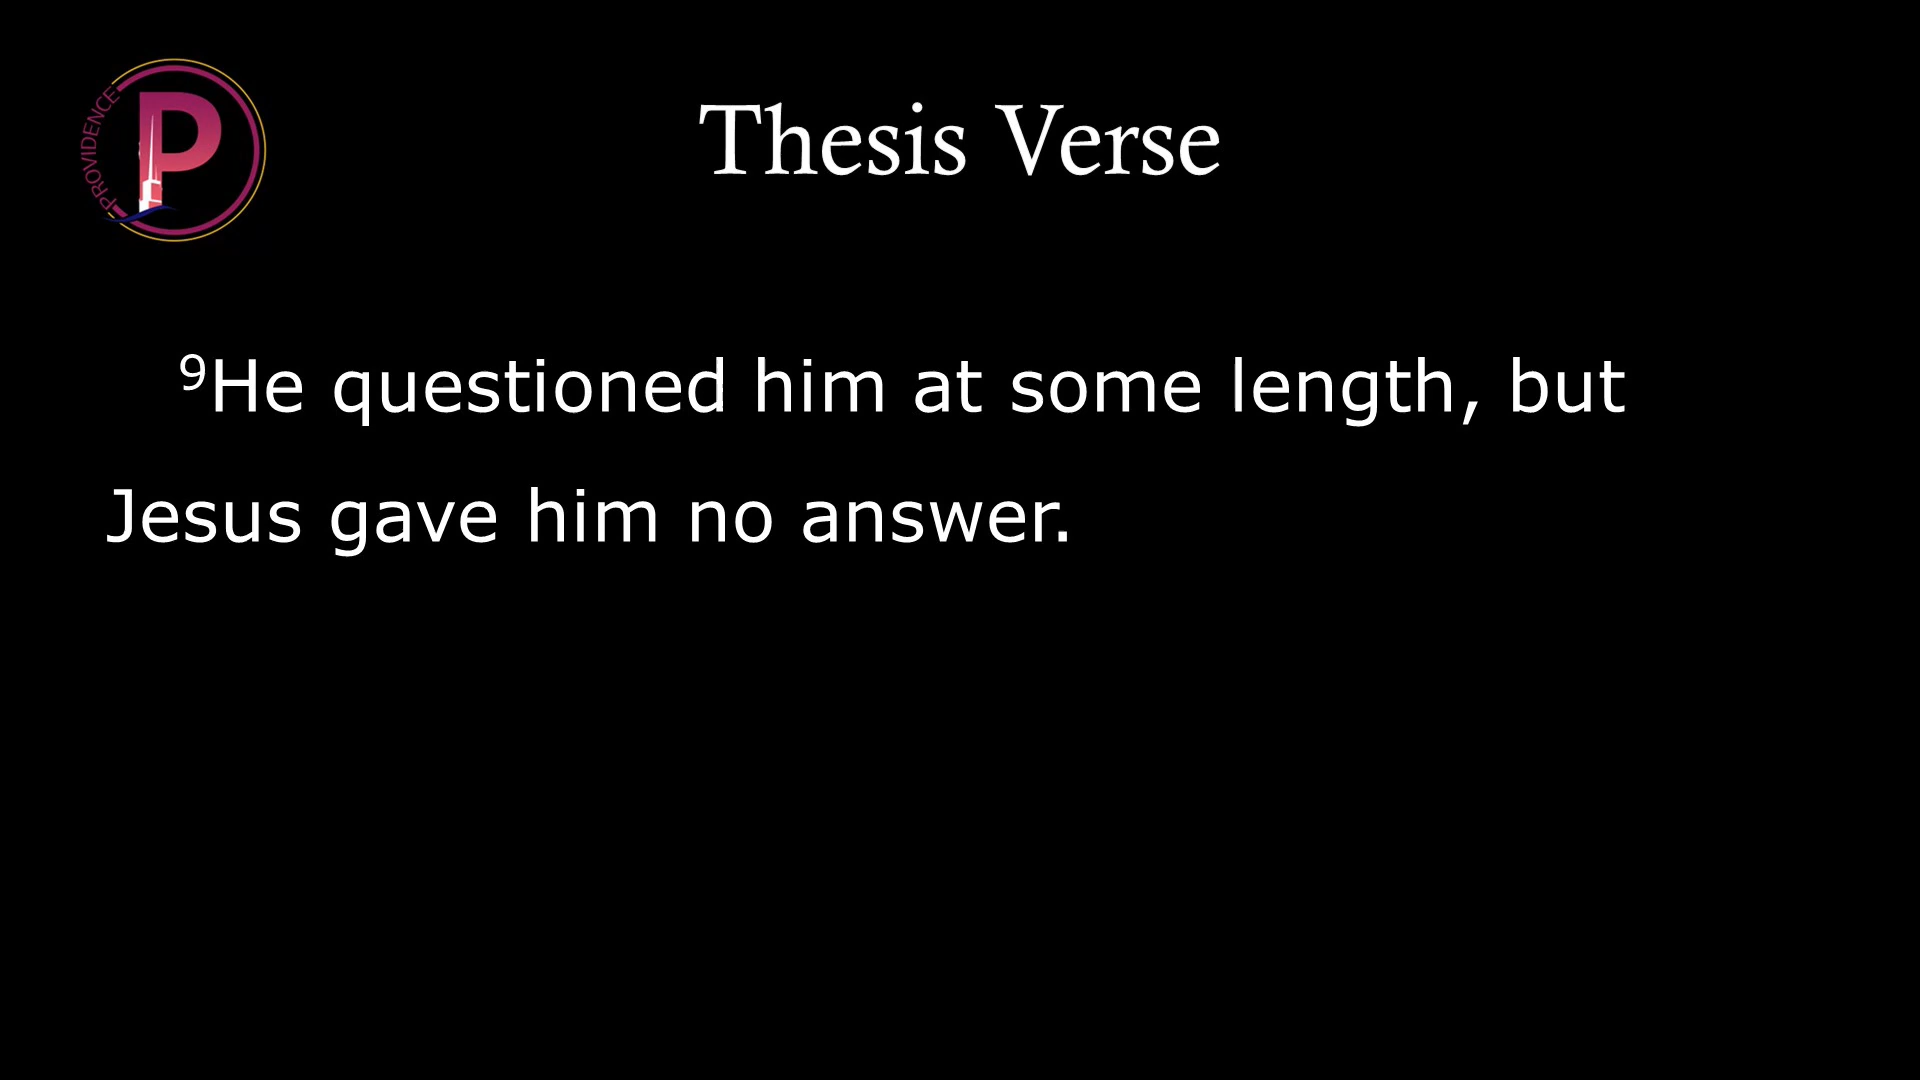 PROVIDENCE
P
Thesis Verse
⁹He questioned him at some length, but
Jesus gave him no answer.